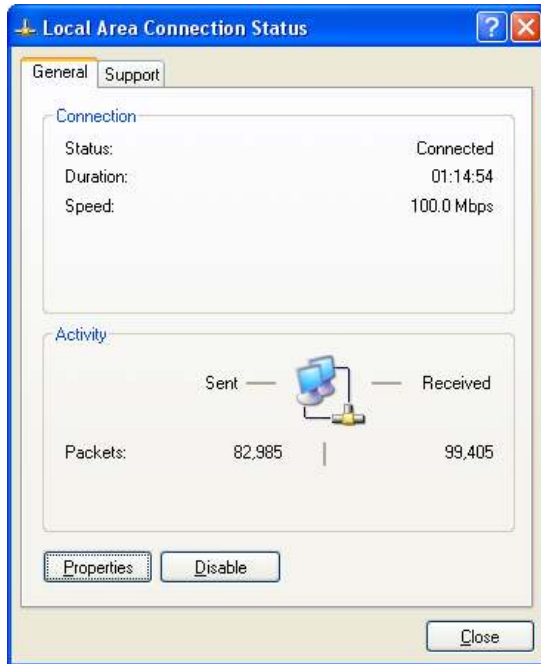 Local Area Connection Status
General Support
Connection
Status: Connected
Duration: 01:14:54
Speed: 100.0 Mbps
Activity
Sent Received
Packets: 82,985 99,405
Properties Disable
Close